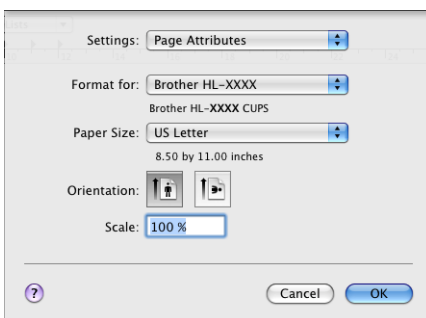 Settings: Page Attributes
Format for: Brother HL-XXXX
Brother HL-XXXX CUPS
Paper Size: US Letter
8.50 by 11.00 inches
Orientation:
Scale: 100 %
? Cancel OK